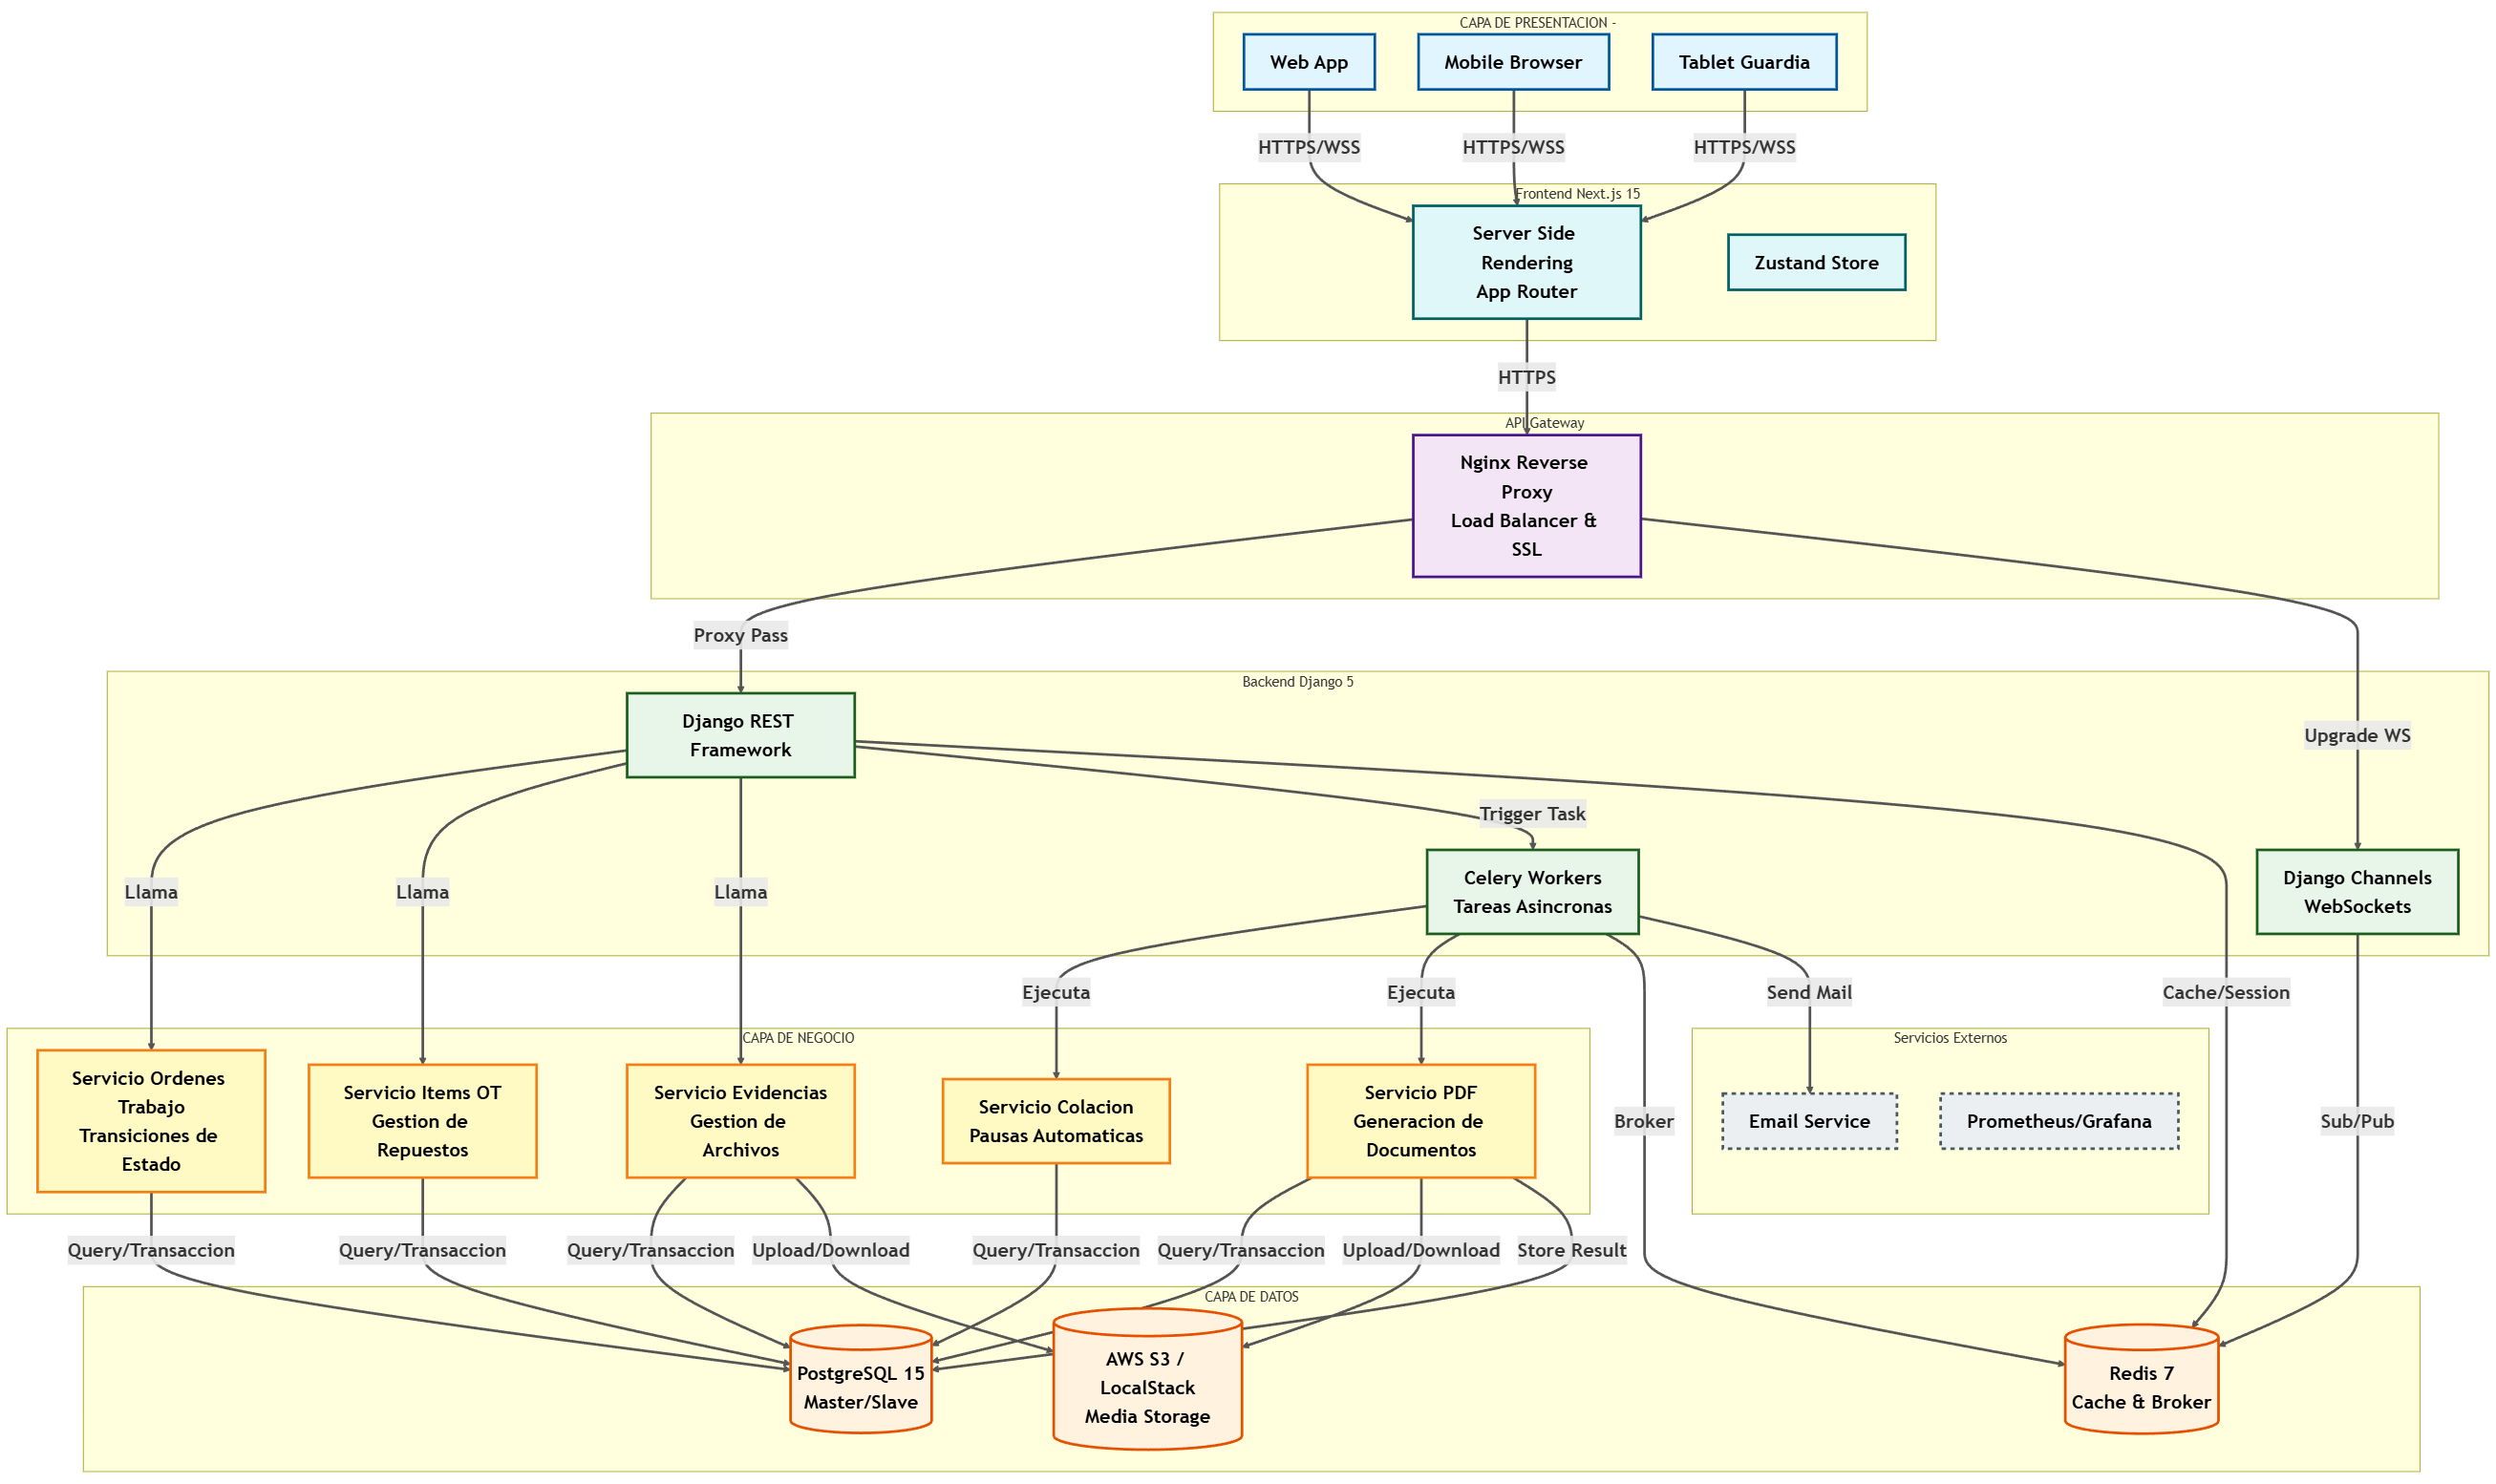 CAPA DE PRESENTACION -
Web App
Mobile Browser
Tablet Guardia
HTTPS/WSS
HTTPS/WSS
HTTPS/WSS
Frontend Next.js 15
Server Side
Rendering
App Router
Zustand Store
HTTPS
API Gateway
Nginx Reverse
Proxy
Load Balancer &
SSL
Proxy Pass
Backend Django 5
Django REST
Framework
Upgrade WS
Trigger Task
Llama
Llama
Llama
Celery Workers
Tareas Asincronas
Django Channels
WebSockets
Ejecuta
Ejecuta
Send Mail
Cache/Session
CAPA DE NEGOCIO
Servicios Externos
Servicio Ordenes
Trabajo
Transiciones de
Estado
Servicio Items OT
Gestion de
Repuestos
Servicio Evidencias
Gestion de
Archivos
Servicio Colacion
Pausas Automaticas
Servicio PDF
Generacion de
Documentos
Broker
Email Service
Prometheus/Grafana
Sub/Pub
Query/Transaccion
Query/Transaccion
Query/Transaccion
Upload/Download
Query/Transaccion
Query/Transaccion
Upload/Download
Store Result
CAPA DE DATOS
PostgreSQL 15
Master/Slave
AWS S3 /
LocalStack
Media Storage
Redis 7
Cache & Broker